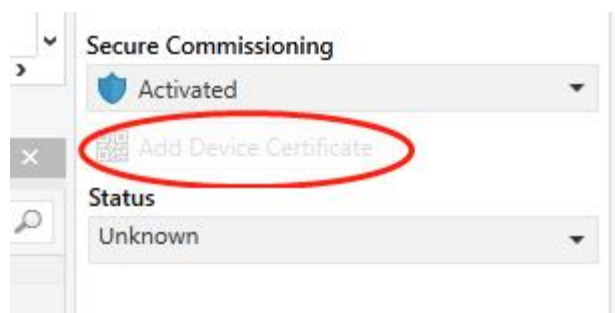 Secure Commissioning
Activated
Add Device Certificate
Status
Unknown